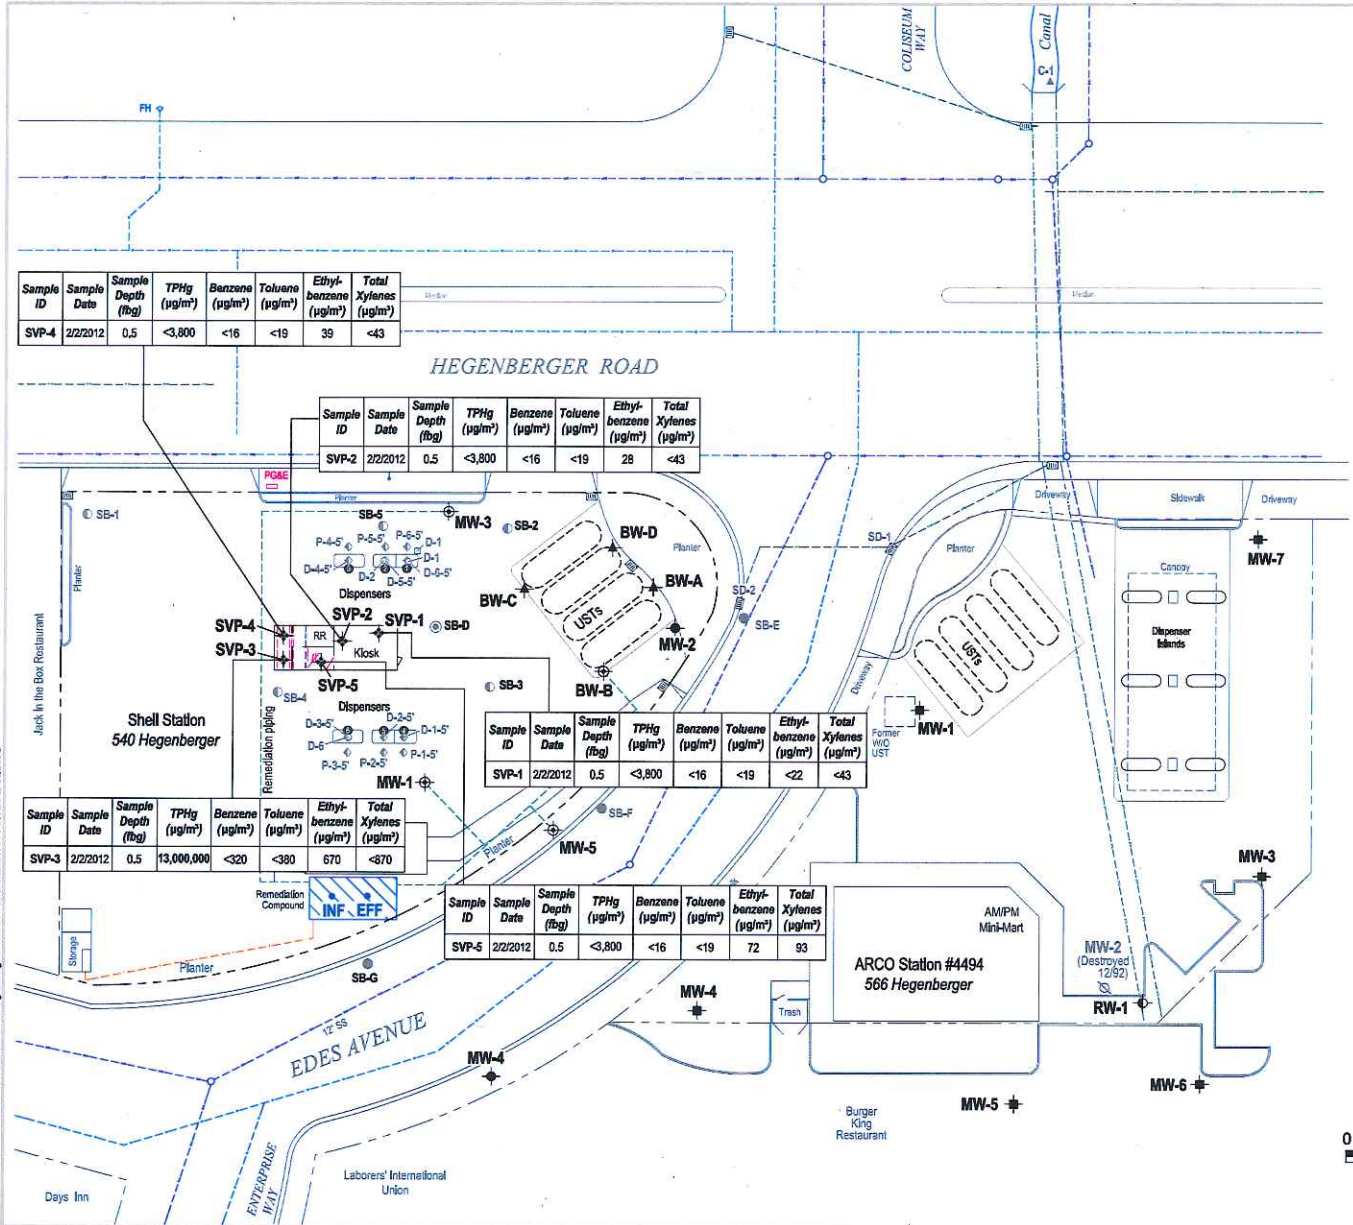 COLISEUM
WAY
Canal
C-1
FH
Sample ID Sample Date Sample Depth (fbg) TPHg (µg/m³) Benzene (µg/m³) Toluene (µg/m³) Ethyl-benzene (µg/m³) Total Xylenes (µg/m³)
SVP-4 2/2/2012 0.5 <3,800 <16 <19 39 <43
Median
Median
HEGENBERGER ROAD
Sample ID Sample Date Sample Depth (fbg) TPHg (µg/m³) Benzene (µg/m³) Toluene (µg/m³) Ethyl-benzene (µg/m³) Total Xylenes (µg/m³)
SVP-2 2/2/2012 0.5 <3,800 <16 <19 28 <43
PG&E
Planter
Driveway
Sidewalk
Driveway
SB-1
SB-5
MW-3
SB-2
P-4-5'
P-5-5'
P-6-5'
D-1
D-1
D-4-5'
D-2
D-5-5'
D-6-5'
Dispensers
BW-D
Planter
BW-A
BW-C
USTs
SD-1
Planter
MW-7
Canopy
Planter
SD-2
SB-E
Dispenser
Islands
SVP-4
SVP-2
SVP-1
SB-D
MW-2
RR
Kiosk
SVP-3
SVP-5
BW-B
USTs
Jack In the Box Restaurant
SB-4
SB-3
Driveway
Shell Station
540 Hegenberger
Dispensers
D-3-5'
D-2-5'
D-1-5'
D-6
P-3-5'
P-2-5'
P-1-5'
Remediation piping
Former
W/O
UST
MW-1
Sample ID Sample Date Sample Depth (fbg) TPHg (µg/m³) Benzene (µg/m³) Toluene (µg/m³) Ethyl-benzene (µg/m³) Total Xylenes (µg/m³)
SVP-1 2/2/2012 0.5 <3,800 <16 <19 <22 <43
MW-1
Sample ID Sample Date Sample Depth (fbg) TPHg (µg/m³) Benzene (µg/m³) Toluene (µg/m³) Ethyl-benzene (µg/m³) Total Xylenes (µg/m³)
SVP-3 2/2/2012 0.5 13,000,000 <320 <380 670 <870
SB-F
MW-5
Planter
MW-3
Remediation
Compound
INF EFF
Sample ID Sample Date Sample Depth (fbg) TPHg (µg/m³) Benzene (µg/m³) Toluene (µg/m³) Ethyl-benzene (µg/m³) Total Xylenes (µg/m³)
SVP-5 2/2/2012 0.5 <3,800 <16 <19 72 93
AM/PM
Mini-Mart
Storage
Planter
SB-G
ARCO Station #4494
566 Hegenberger
MW-2
(Destroyed
12/92)
RW-1
MW-4
Trash
12" SS
EDES AVENUE
MW-4
MW-6
MW-5
Burger
King
Restaurant
ENTERPRISE
WAY
Laborers' International
Union
Days Inn
0